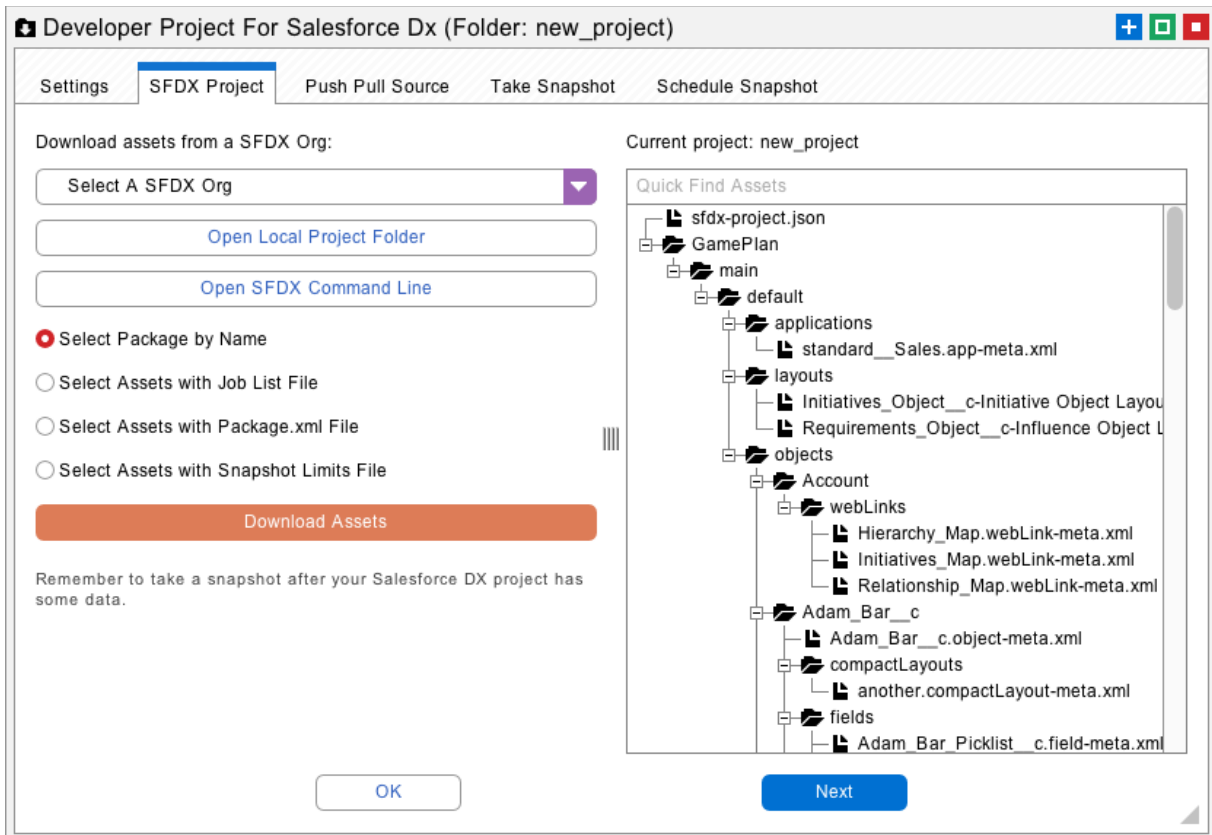 Developer Project For Salesforce Dx (Folder: new_project)
Settings
SFDX Project
Push Pull Source
Take Snapshot
Schedule Snapshot
Download assets from a SFDX Org:
Select A SFDX Org
Open Local Project Folder
Open SFDX Command Line
Select Package by Name
Select Assets with Job List File
Select Assets with Package.xml File
Select Assets with Snapshot Limits File
Download Assets
Remember to take a snapshot after your Salesforce DX project has
some data.
Current project: new_project
Quick Find Assets
sfdx-project.json
GamePlan
main
default
applications
standard__Sales.app-meta.xml
layouts
Initiatives_Object__c-Initiative Object Layou
Requirements_Object__c-Influence Object L
objects
Account
webLinks
Hierarchy_Map.webLink-meta.xml
Initiatives_Map.webLink-meta.xml
Relationship_Map.webLink-meta.xml
Adam_Bar__c
Adam_Bar__c.object-meta.xml
compactLayouts
another.compactLayout-meta.xml
fields
Adam_Bar_Picklist__c.field-meta.xml
OK
Next